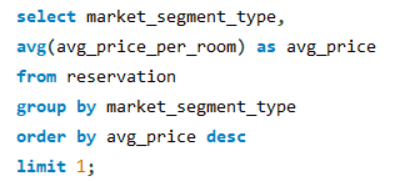 select market_segment_type,
avg(avg_price_per_room) as avg_price
from reservation
group by market_segment_type
order by avg_price desc
limit 1;